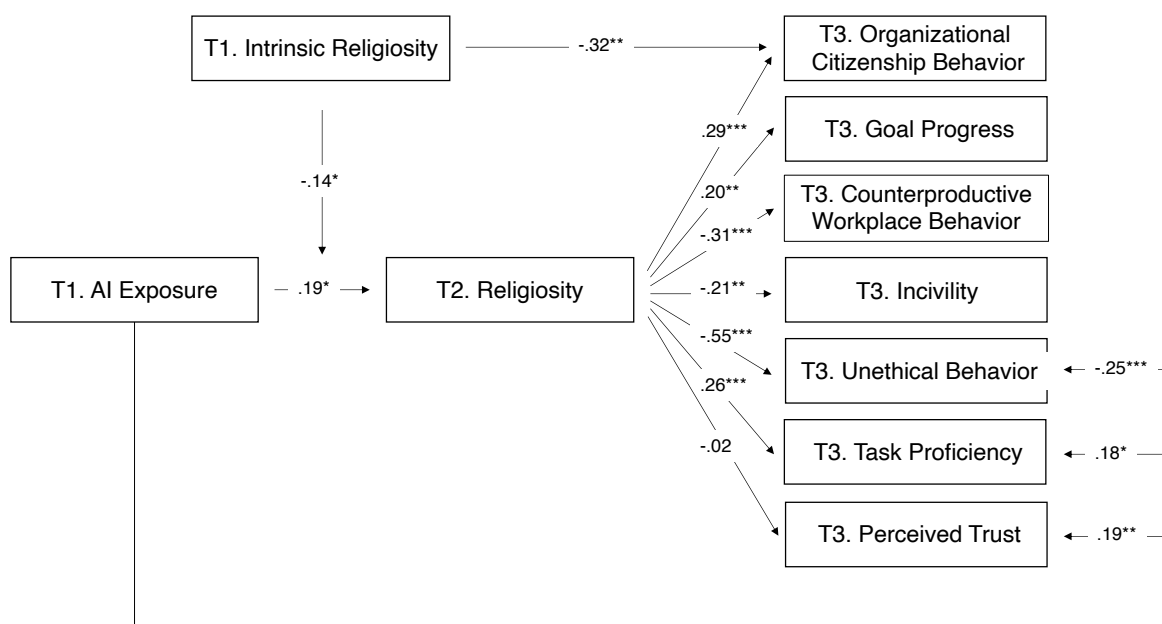 T1. Intrinsic Religiosity
-.32**
T3. Organizational
Citizenship Behavior
.29***
T3. Goal Progress
-.14*
.20**
T3. Counterproductive
Workplace Behavior
-.31***
T1. AI Exposure
.19*
T2. Religiosity
-.21**
T3. Incivility
-.55***
T3. Unethical Behavior
-.25***
.26***
T3. Task Proficiency
.18*
-.02
T3. Perceived Trust
.19**